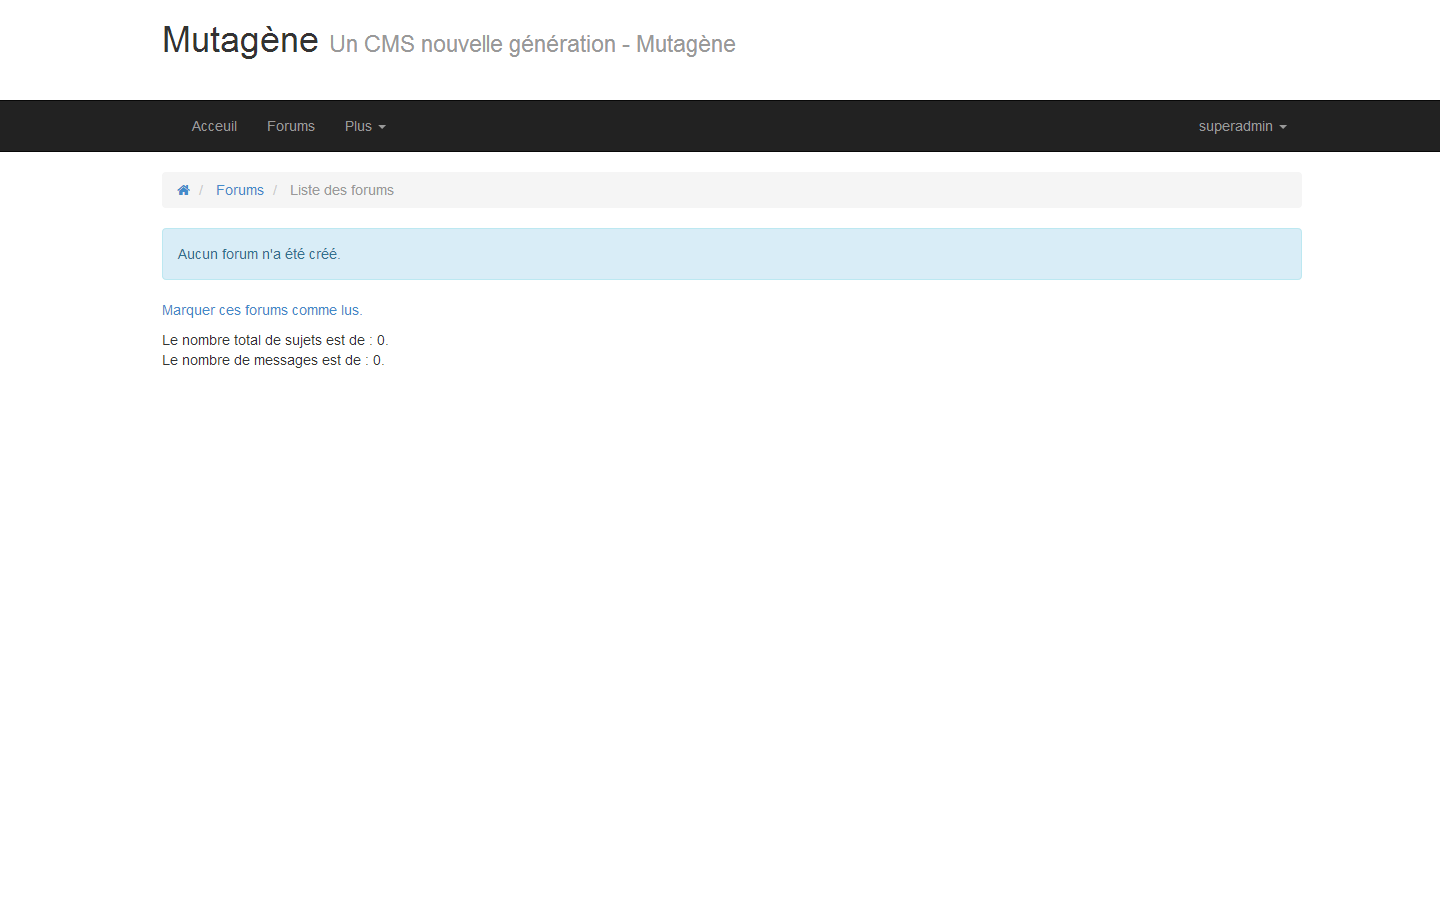 Mutagène Un CMS nouvelle génération - Mutagène
Acceuil Forums Plus superadmin
/ Forums / Liste des forums
Aucun forum n'a été créé.
Marquer ces forums comme lus.
Le nombre total de sujets est de : 0.
Le nombre de messages est de : 0.